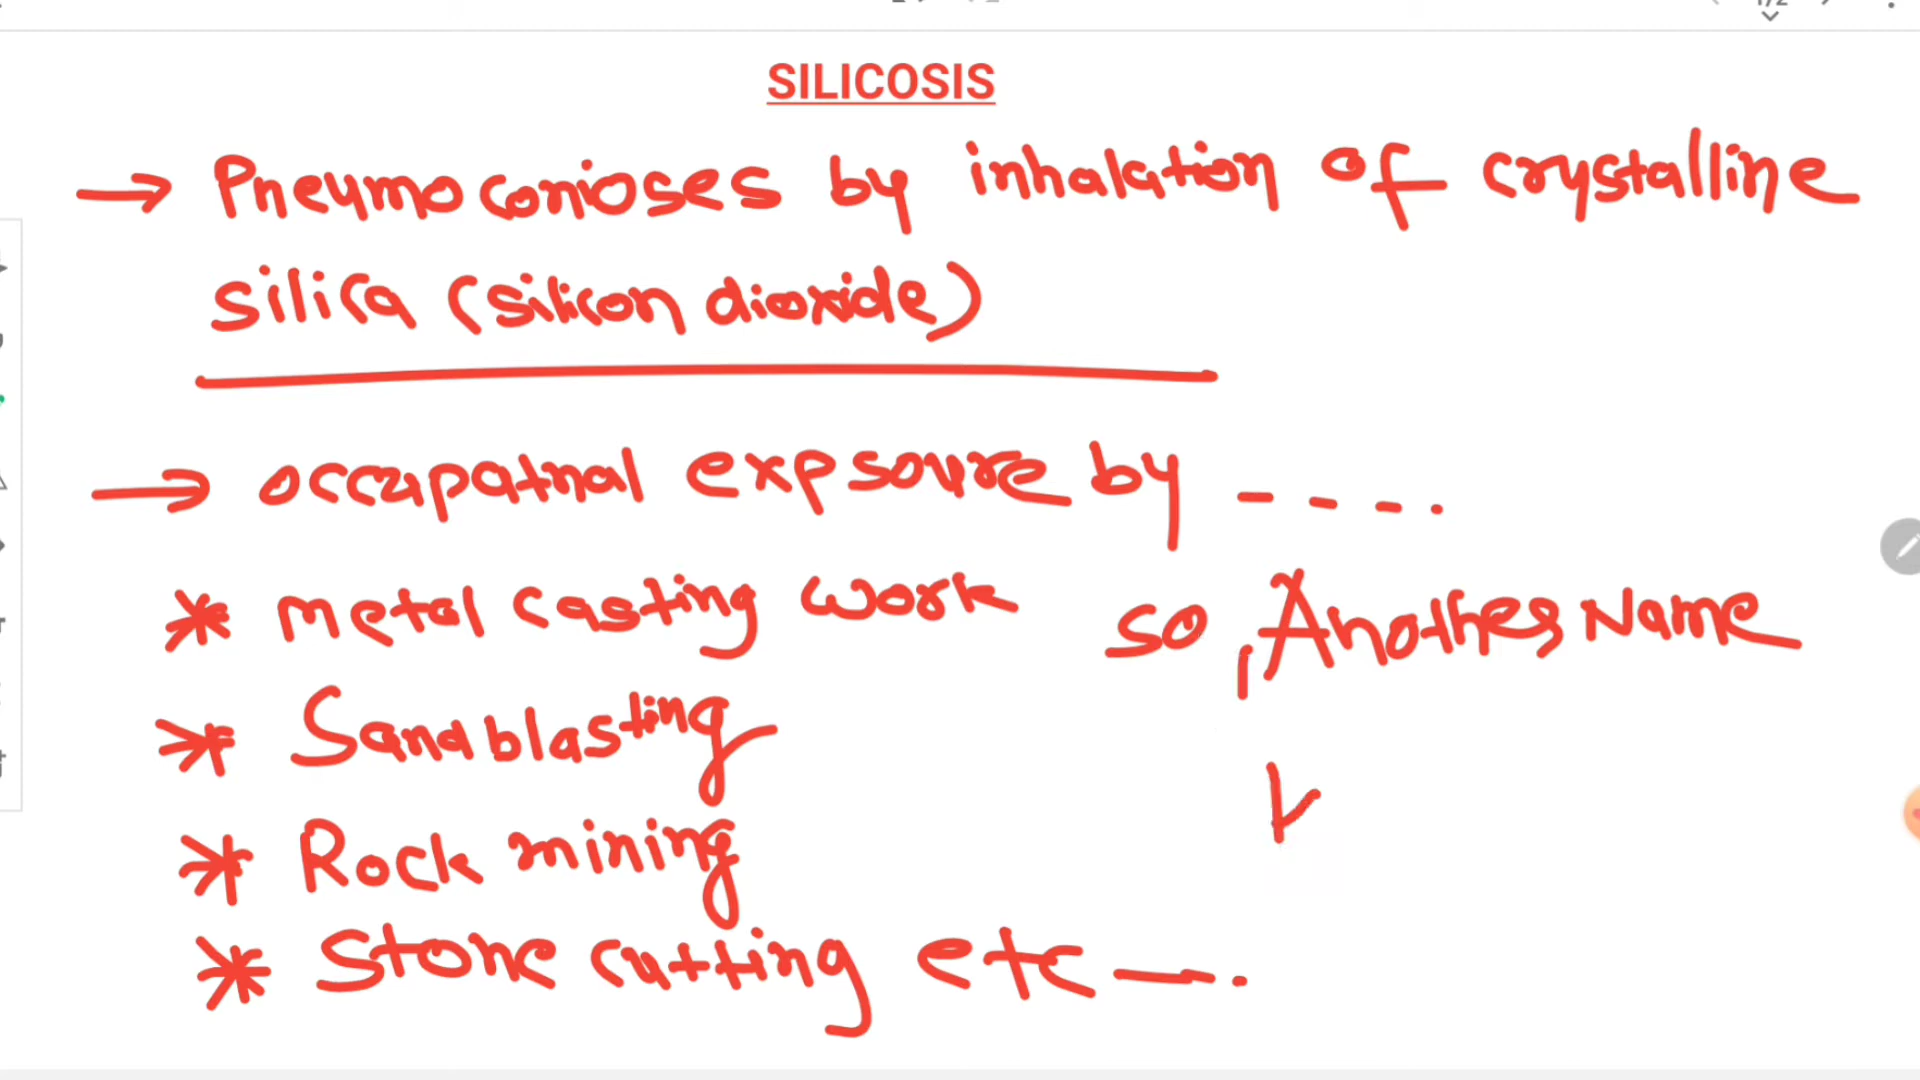 SILICOSIS
→ Pneumoconioses by inhalation of crystalline
silica (silicon dioxide)
→ occupatnal expsoure by - - - .
* Metal casting work
so, Another Name
* Sandblasting
* Rock mining
* Stone cutting etc — .